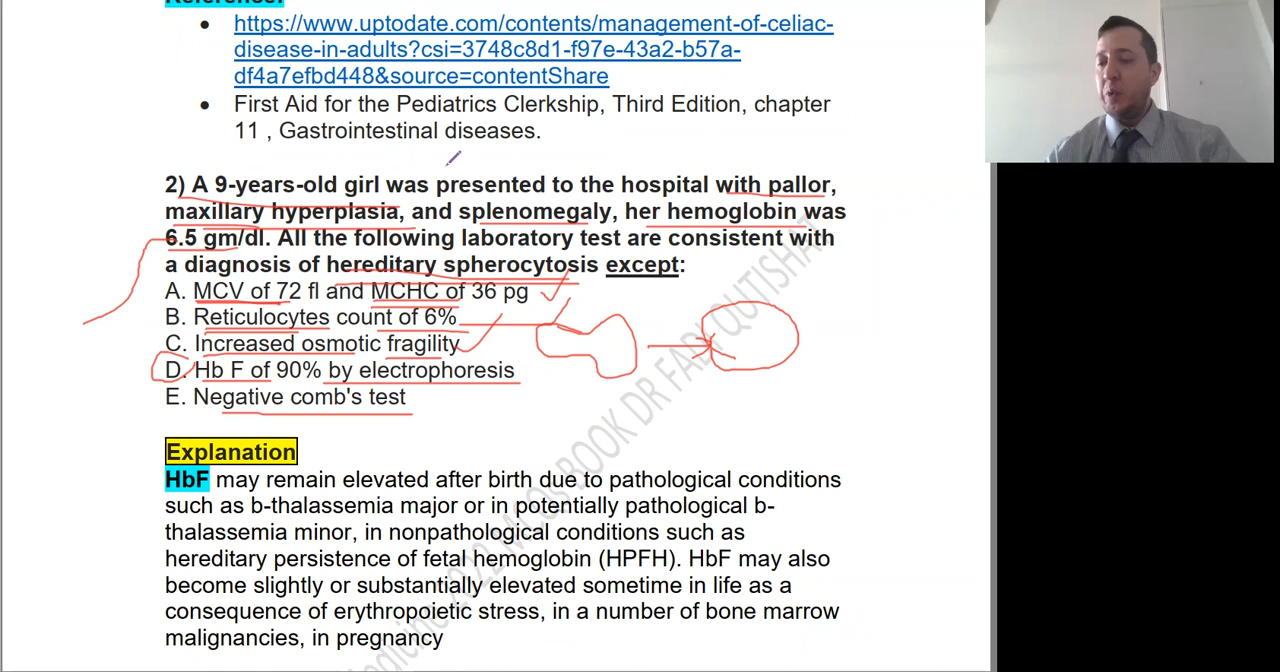 Reference:
https://www.uptodate.com/contents/management-of-celiac-
disease-in-adults?csi=3748c8d1-f97e-43a2-b57a-
df4a7efbd448&source=contentShare
First Aid for the Pediatrics Clerkship, Third Edition, chapter
11 , Gastrointestinal diseases.
2) A 9-years-old girl was presented to the hospital with pallor,
maxillary hyperplasia, and splenomegaly, her hemoglobin was
6.5 gm/dl. All the following laboratory test are consistent with
a diagnosis of hereditary spherocytosis except:
A. MCV of 72 fl and MCHC of 36 pg
B. Reticulocytes count of 6%
C. Increased osmotic fragility
D. Hb F of 90% by electrophoresis
E. Negative comb's test
Explanation
HbF may remain elevated after birth due to pathological conditions
such as b-thalassemia major or in potentially pathological b-
thalassemia minor, in nonpathological conditions such as
hereditary persistence of fetal hemoglobin (HPFH). HbF may also
become slightly or substantially elevated sometime in life as a
consequence of erythropoietic stress, in a number of bone marrow
malignancies, in pregnancy
2022 MCQs BOOK DR FADI QUTISHAT